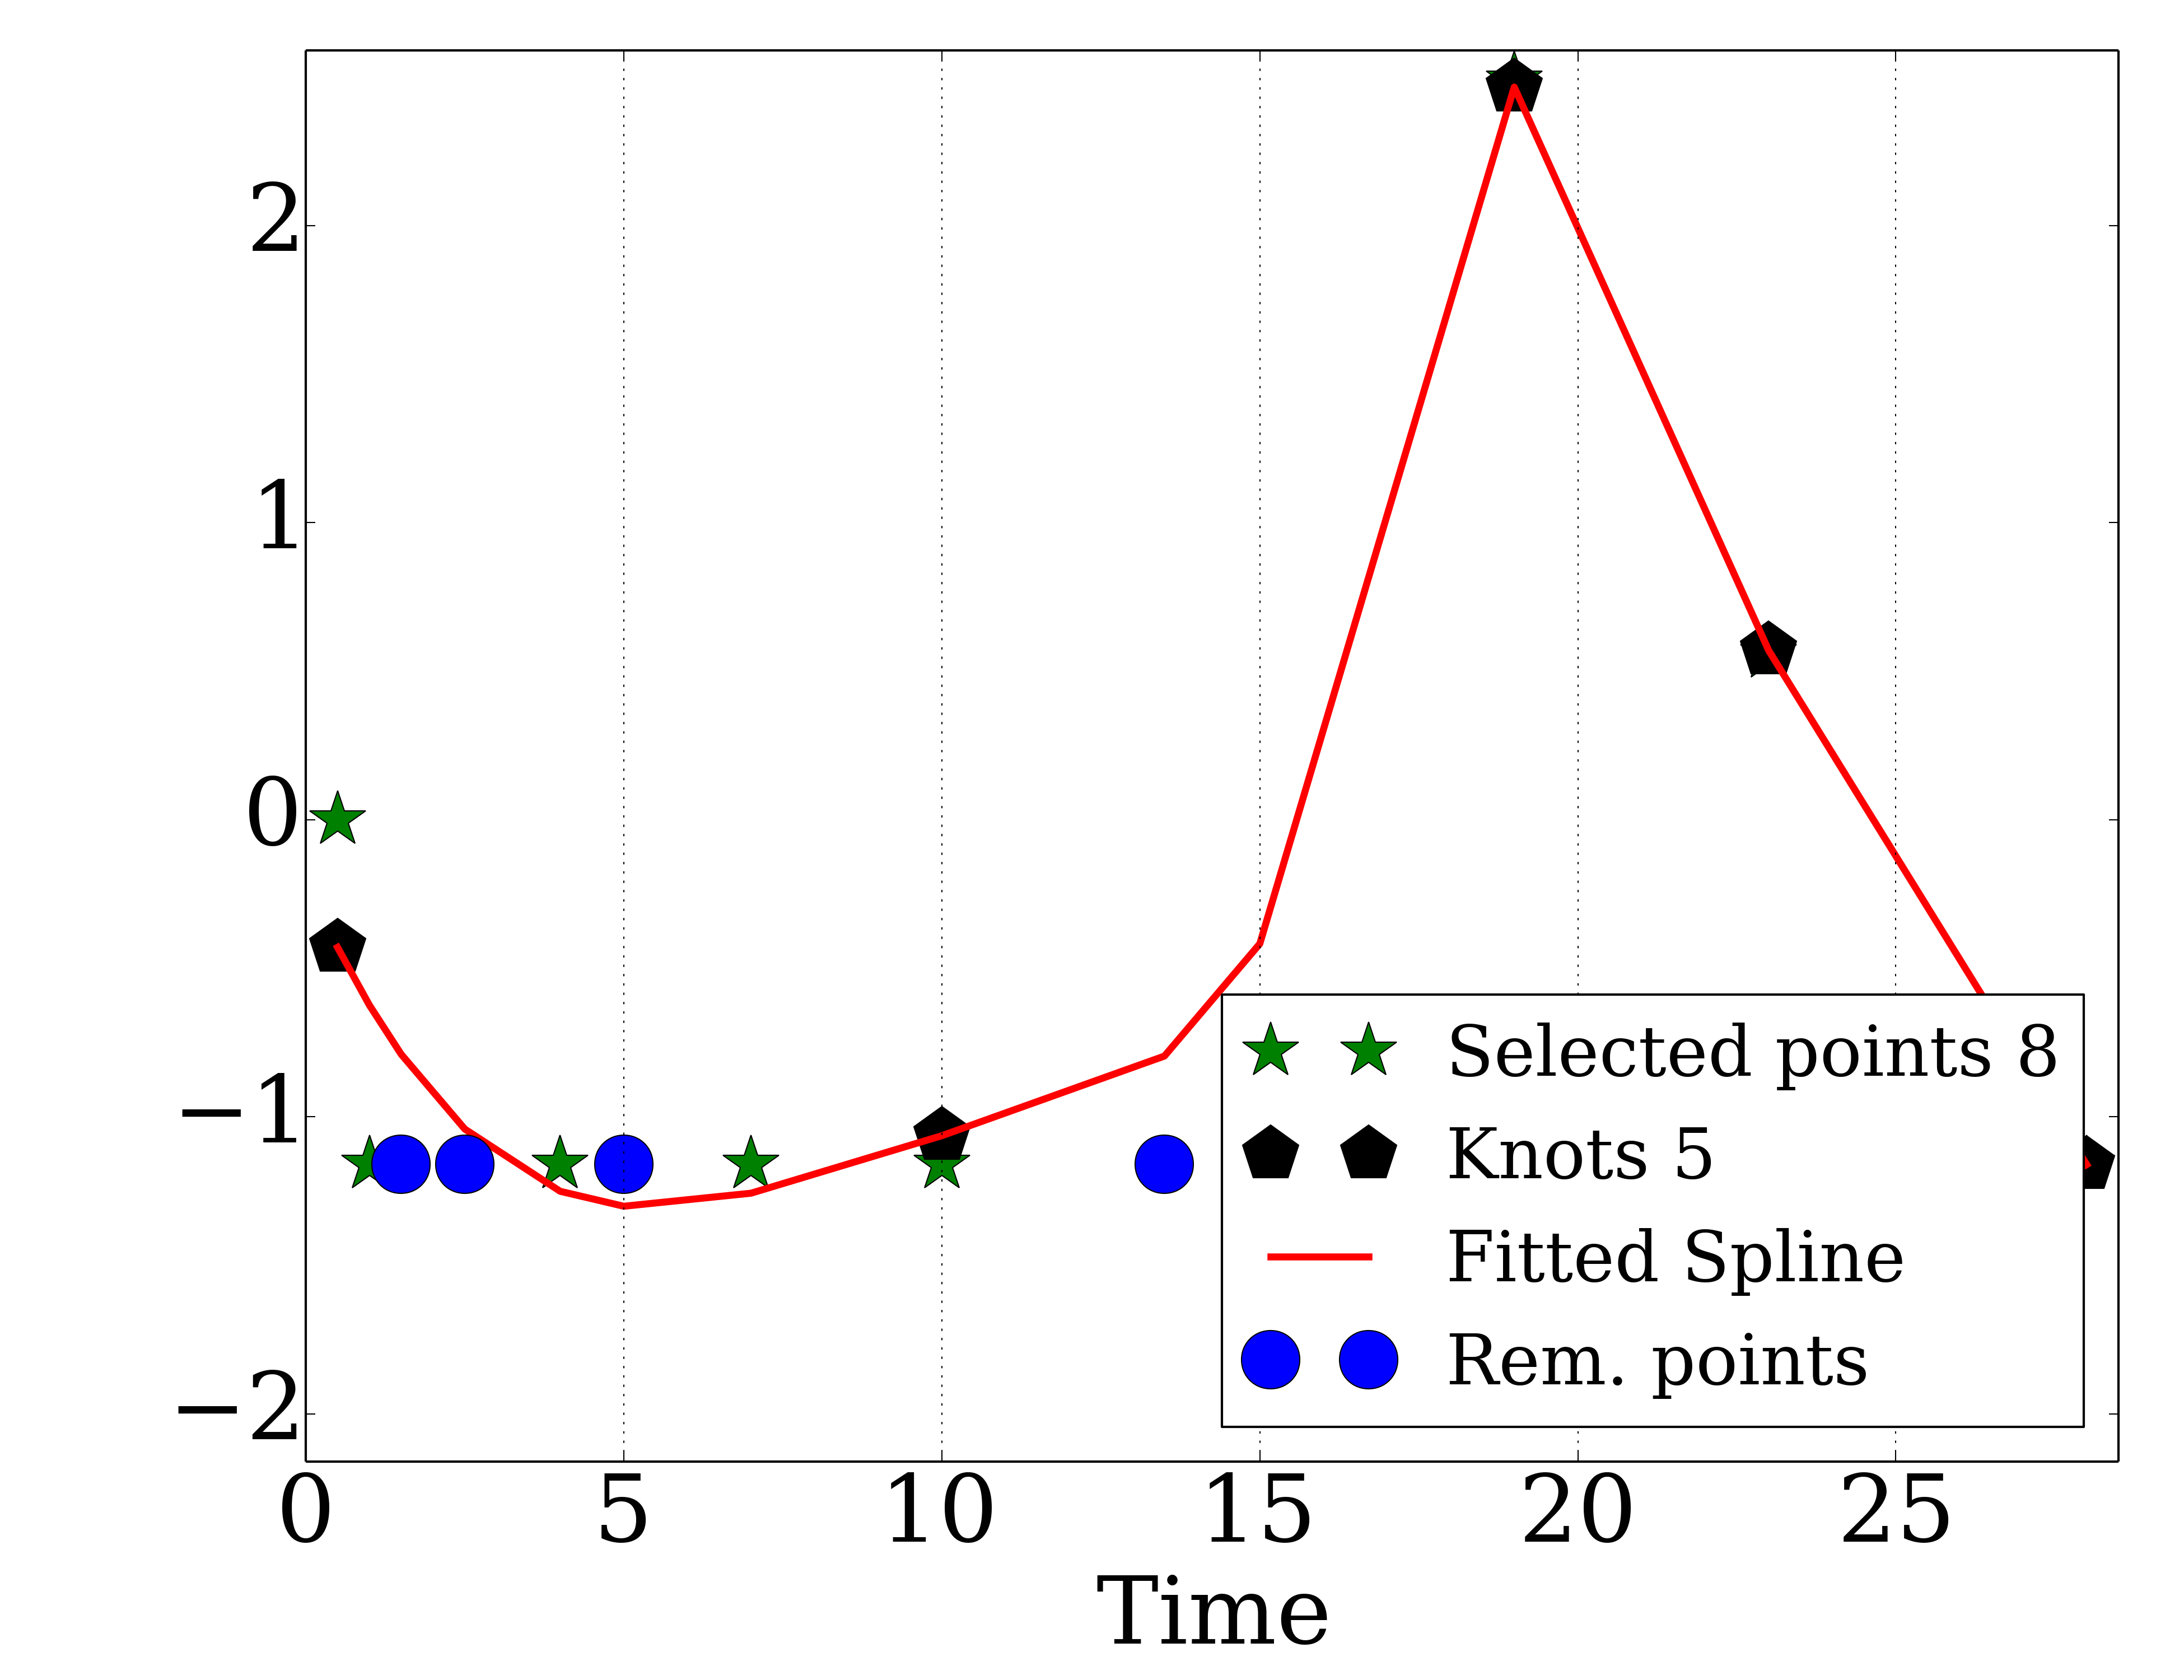 2
1
0
−1
−2
0 5 10 15 20 25
Time
Selected points 8
Knots 5
Fitted Spline
Rem. points